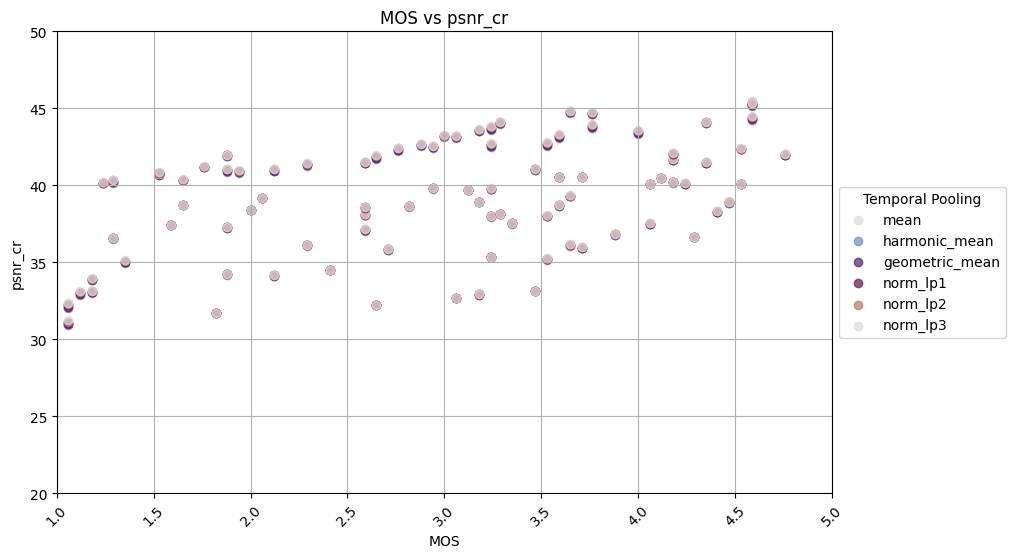 MOS vs psnr_cr
50
45
40
35
30
25
20
psnr_cr
1.0
1.5
2.0
2.5
3.0
3.5
4.0
4.5
5.0
MOS
Temporal Pooling
mean
harmonic_mean
geometric_mean
norm_lp1
norm_lp2
norm_lp3